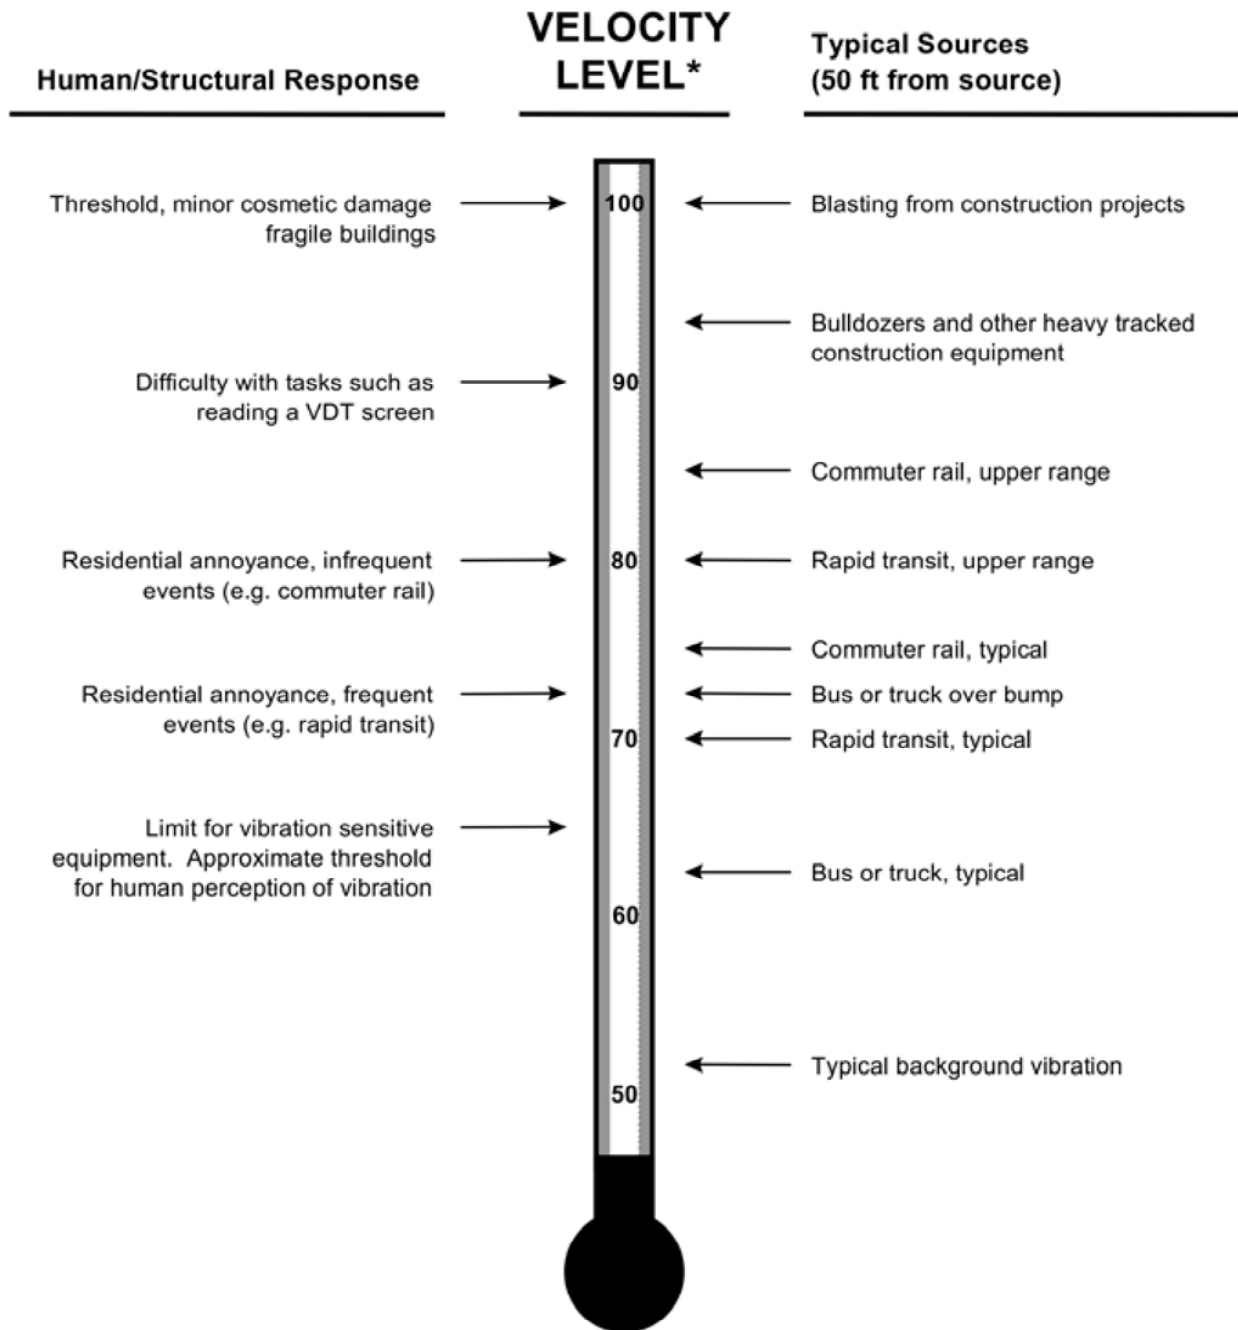 VELOCITY
LEVEL*
Human/Structural Response
Typical Sources
(50 ft from source)
Threshold, minor cosmetic damage
fragile buildings
100
Blasting from construction projects
Bulldozers and other heavy tracked
construction equipment
Difficulty with tasks such as
reading a VDT screen
90
Commuter rail, upper range
Residential annoyance, infrequent
events (e.g. commuter rail)
80
Rapid transit, upper range
Commuter rail, typical
Residential annoyance, frequent
events (e.g. rapid transit)
Bus or truck over bump
70
Rapid transit, typical
Limit for vibration sensitive
equipment. Approximate threshold
for human perception of vibration
Bus or truck, typical
60
Typical background vibration
50